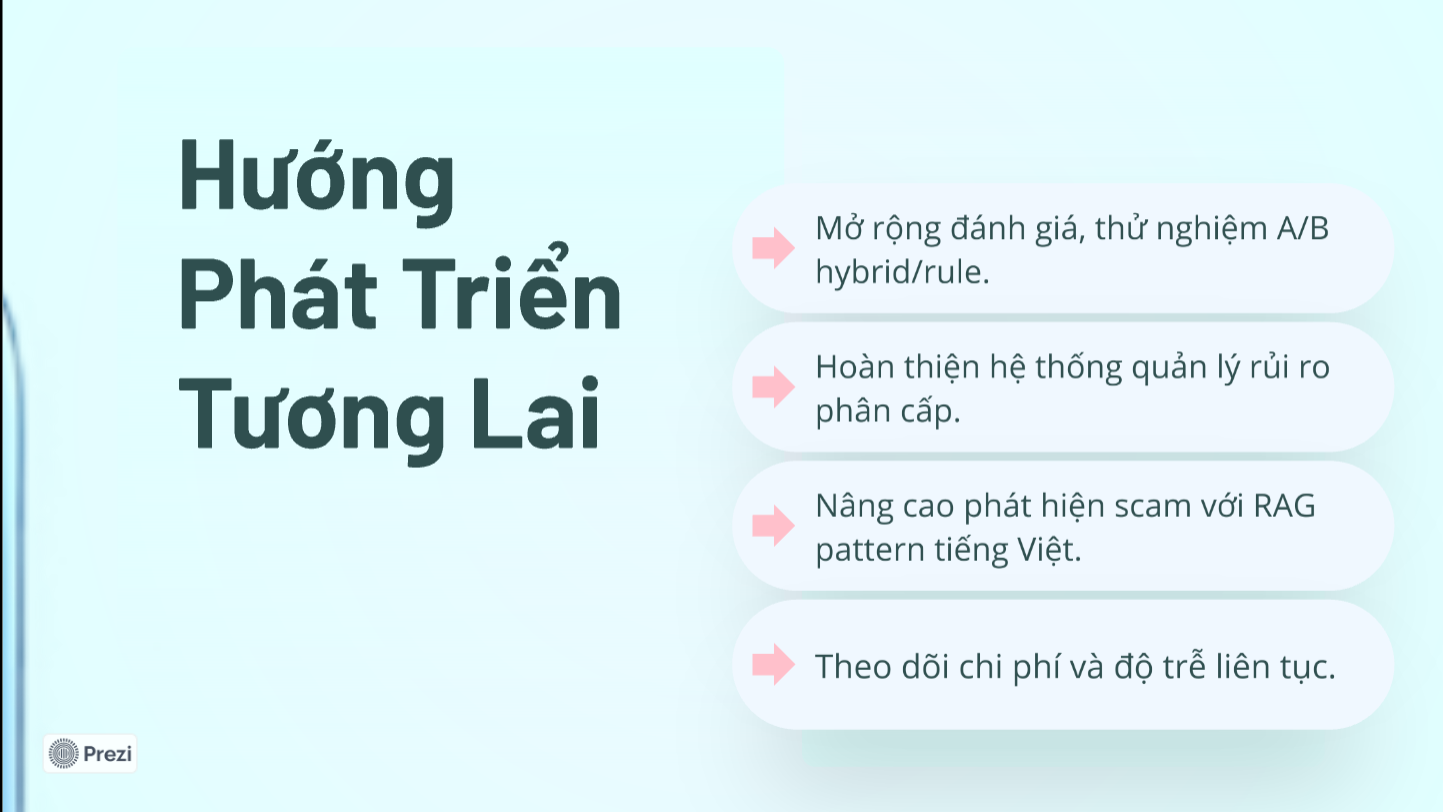 Hướng
Phát Triển
Tương Lai
Mở rộng đánh giá, thử nghiệm A/B
hybrid/rule.
Hoàn thiện hệ thống quản lý rủi ro
phân cấp.
Nâng cao phát hiện scam với RAG
pattern tiếng Việt.
Theo dõi chi phí và độ trễ liên tục.
Prezi